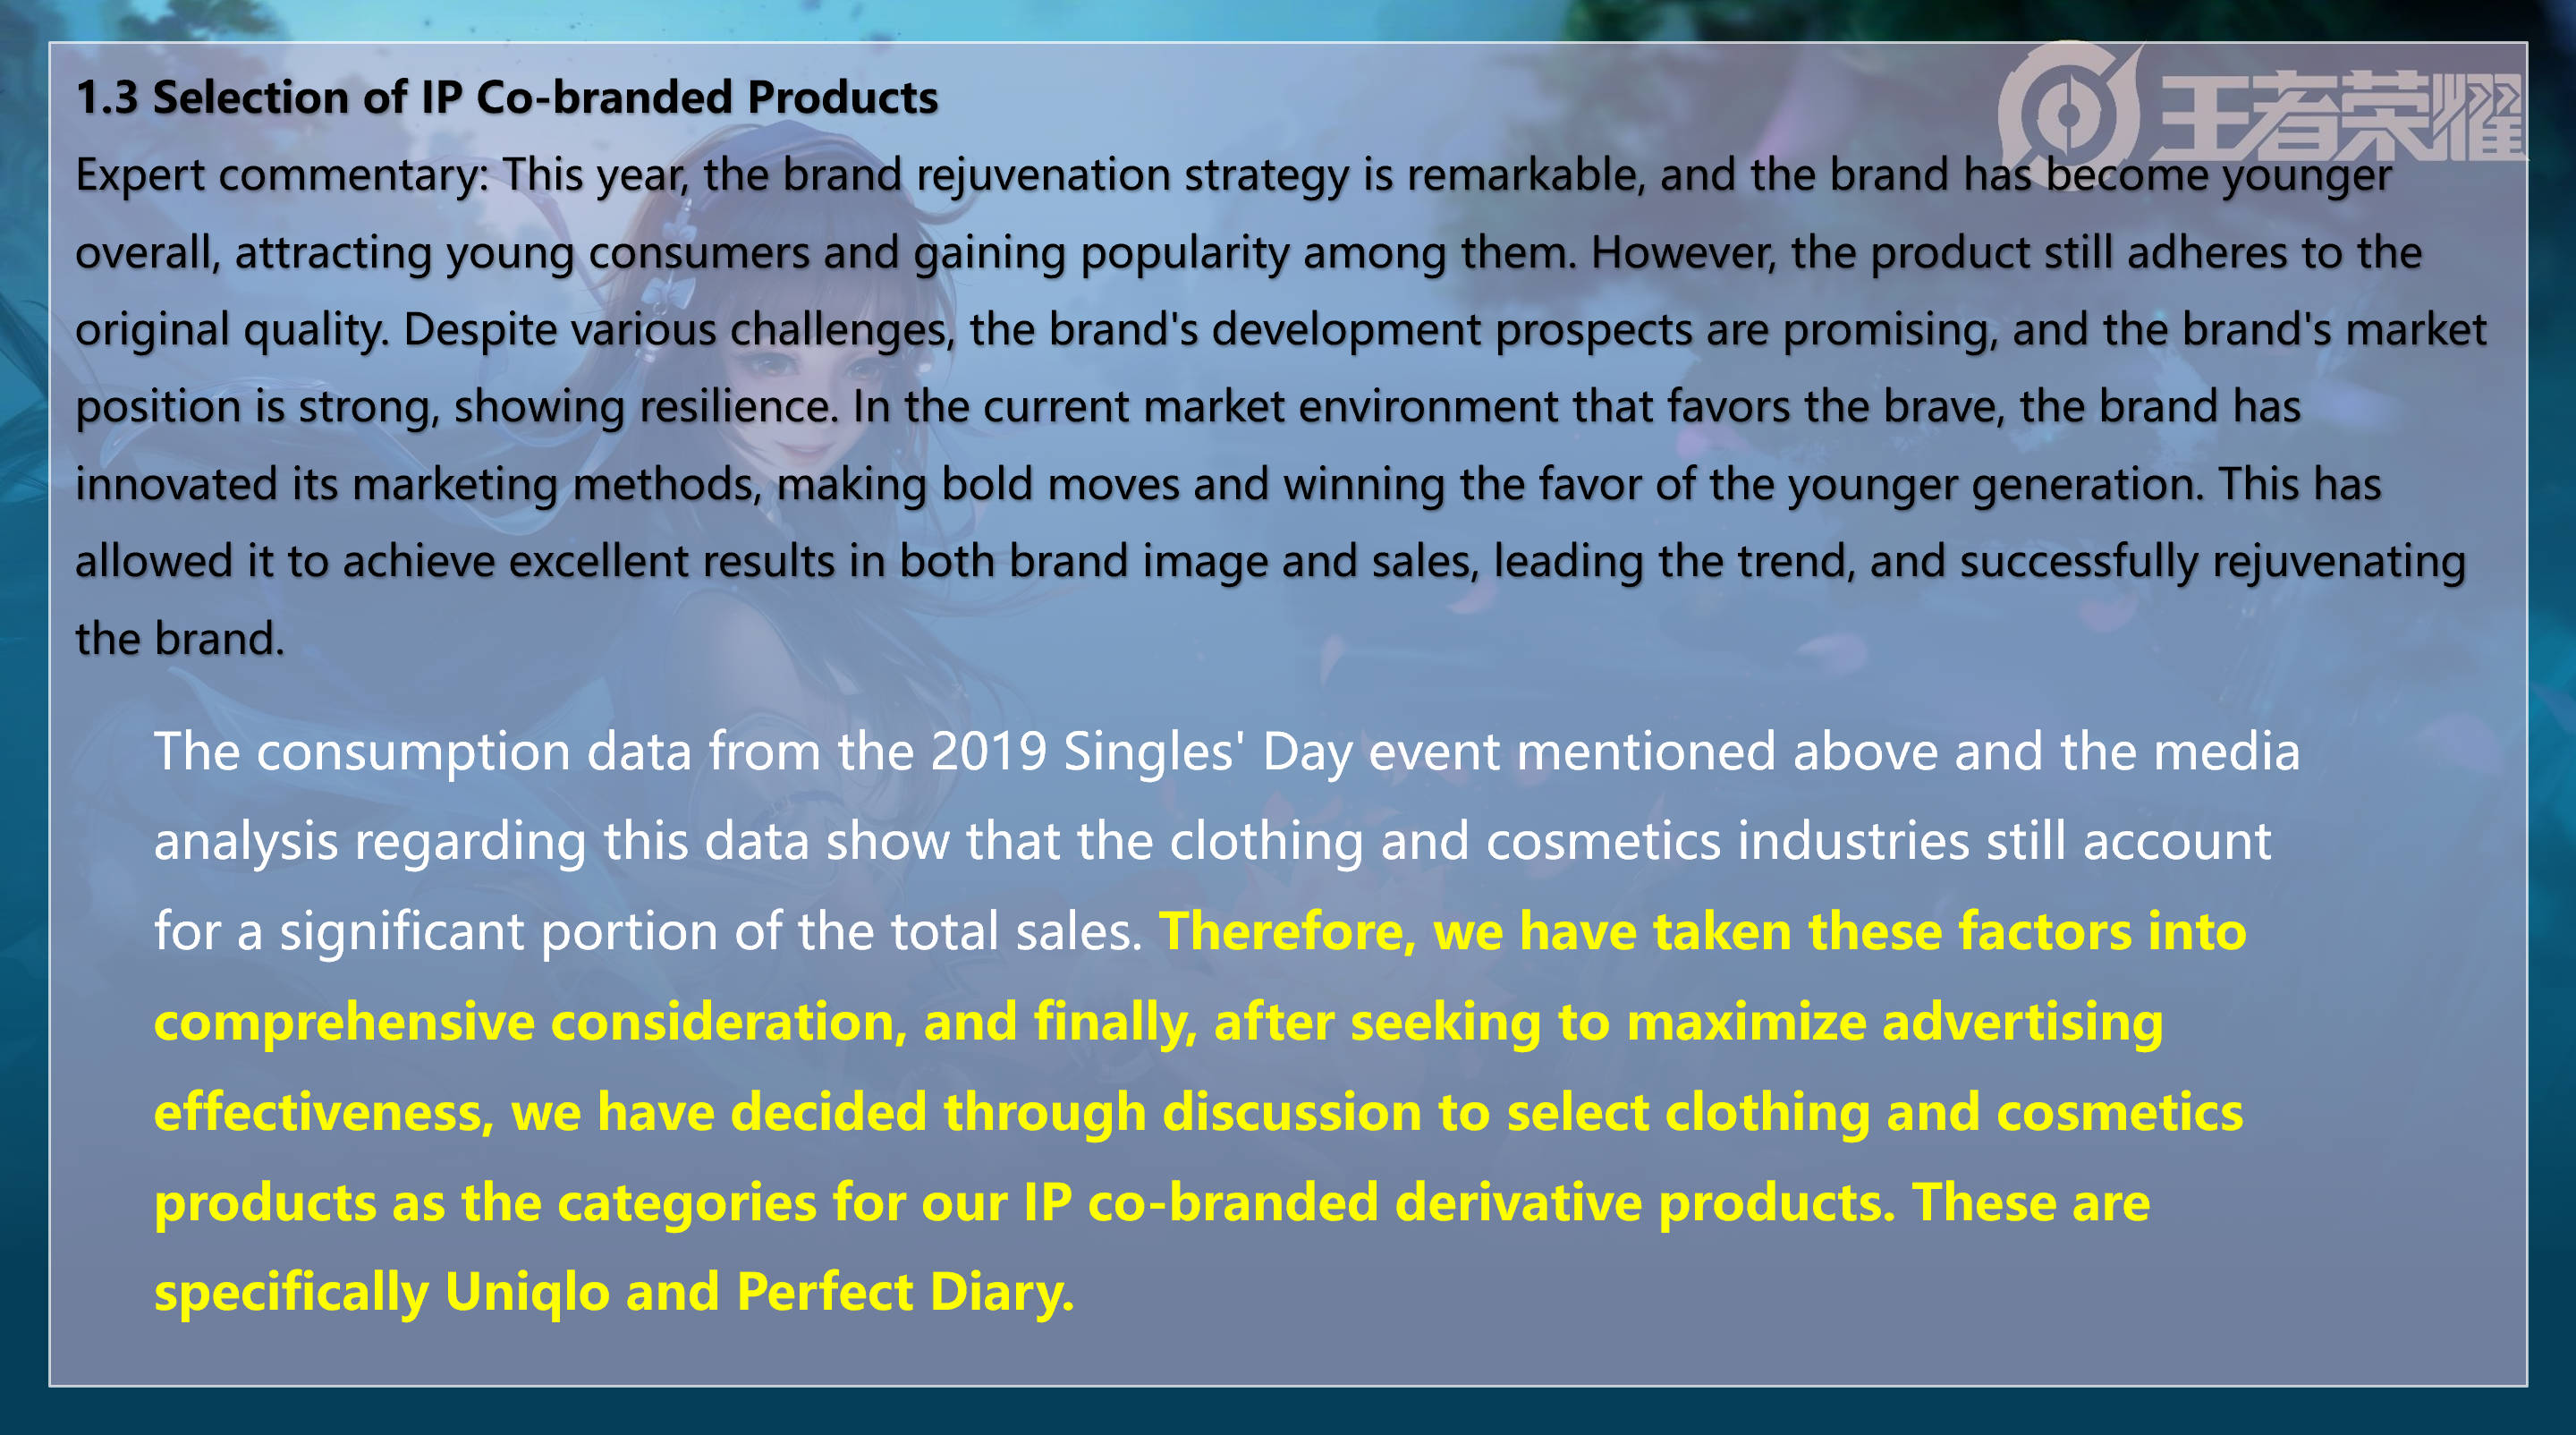 王者荣耀
1.3 Selection of IP Co-branded Products
Expert commentary: This year, the brand rejuvenation strategy is remarkable, and the brand has become younger
overall, attracting young consumers and gaining popularity among them. However, the product still adheres to the
original quality. Despite various challenges, the brand's development prospects are promising, and the brand's market
position is strong, showing resilience. In the current market environment that favors the brave, the brand has
innovated its marketing methods, making bold moves and winning the favor of the younger generation. This has
allowed it to achieve excellent results in both brand image and sales, leading the trend, and successfully rejuvenating
the brand.
The consumption data from the 2019 Singles' Day event mentioned above and the media
analysis regarding this data show that the clothing and cosmetics industries still account
for a significant portion of the total sales. Therefore, we have taken these factors into
comprehensive consideration, and finally, after seeking to maximize advertising
effectiveness, we have decided through discussion to select clothing and cosmetics
products as the categories for our IP co-branded derivative products. These are
specifically Uniqlo and Perfect Diary.